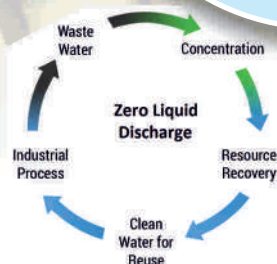 Waste
Water
Concentration
Zero Liquid
Discharge
Industrial
Process
Resource
Recovery
Clean
Water for
Reuse